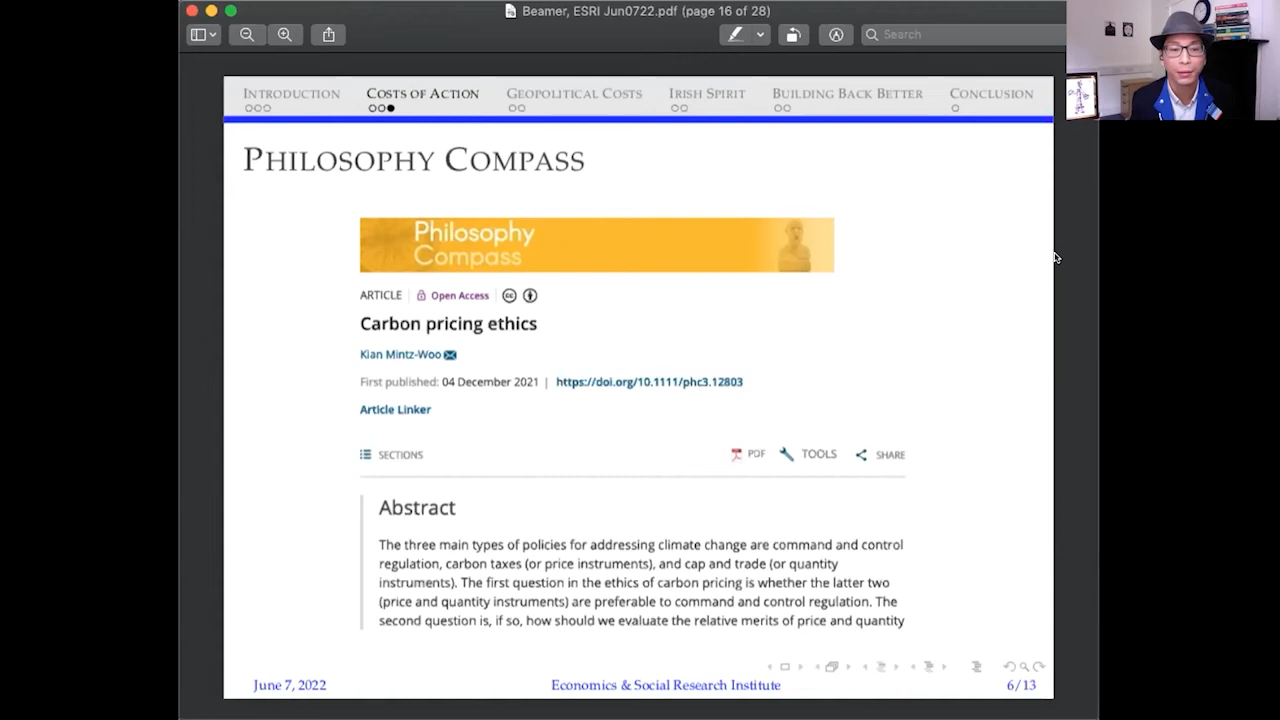 Beamer, ESRI Jun0722.pdf (page 16 of 28)
Search
INTRODUCTION
COSTS OF ACTION
GEOPOLITICAL COSTS
IRISH SPIRIT
BUILDING BACK BETTER
CONCLUSION
PHILOSOPHY COMPASS
Philosophy
Compass
ARTICLE
Open Access
cc
Carbon pricing ethics
Kian Mintz-Woo
First published: 04 December 2021 | https://doi.org/10.1111/phc3.12803
Article Linker
SECTIONS
PDF
TOOLS
SHARE
Abstract
The three main types of policies for addressing climate change are command and control
regulation, carbon taxes (or price instruments), and cap and trade (or quantity
instruments). The first question in the ethics of carbon pricing is whether the latter two
(price and quantity instruments) are preferable to command and control regulation. The
second question is, if so, how should we evaluate the relative merits of price and quantity
June 7, 2022
Economics & Social Research Institute
6/13